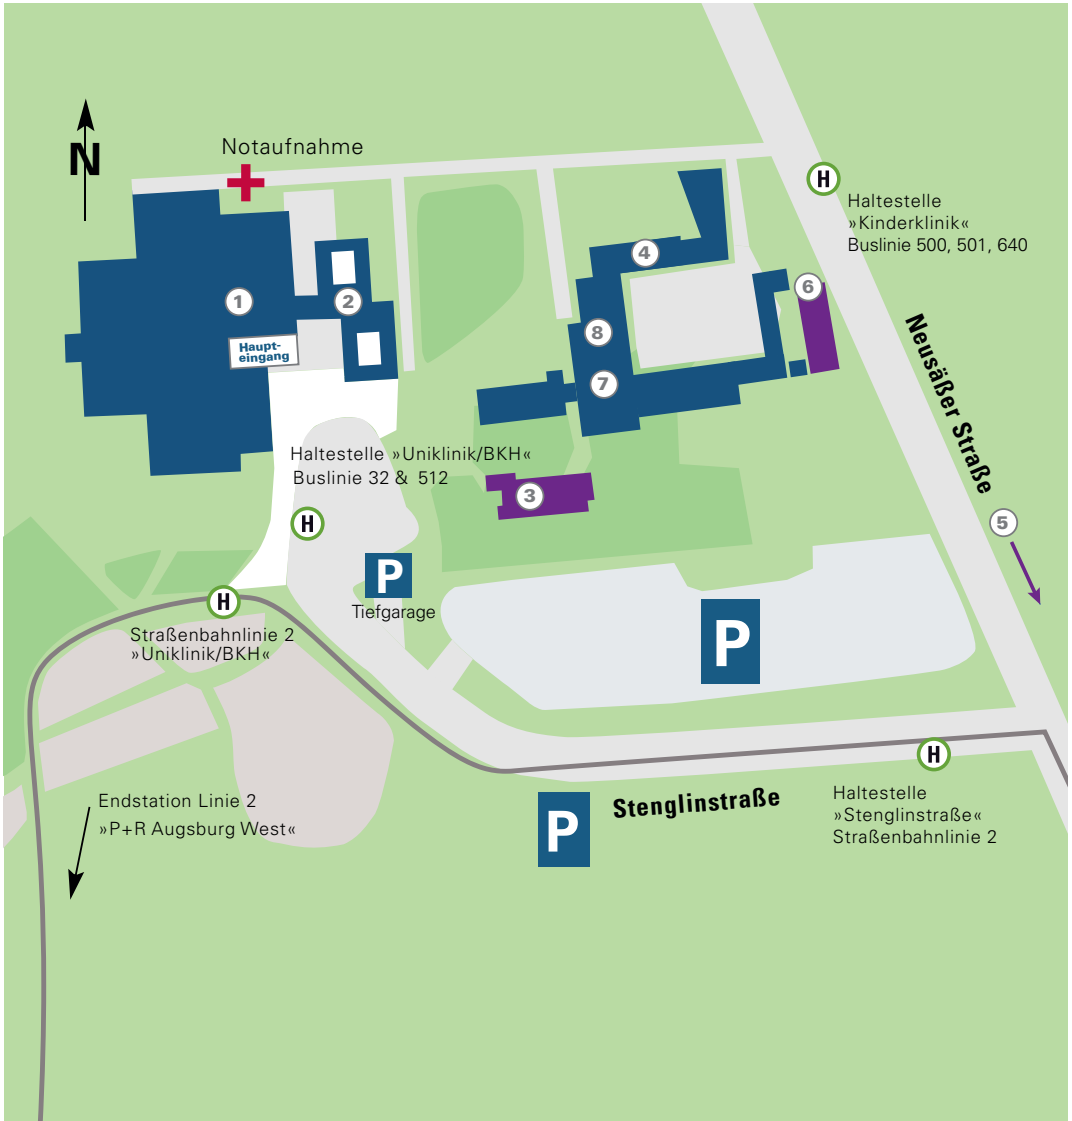 Notaufnahme
N
H
Haltestelle
»Kinderklinik«
Buslinie 500, 501, 640
4
6
1
2
8
Haupt-
eingang
7
Neusäßer Straße
Haltestelle »Uniklinik/BKH«
Buslinie 32 & 512
3
H
5
P
Tiefgarage
H
Straßenbahnlinie 2
»Uniklinik/BKH«
P
H
Endstation Linie 2
»P+R Augsburg West«
P
Stenglinstraße
Haltestelle
»Stenglinstraße«
Straßenbahnlinie 2